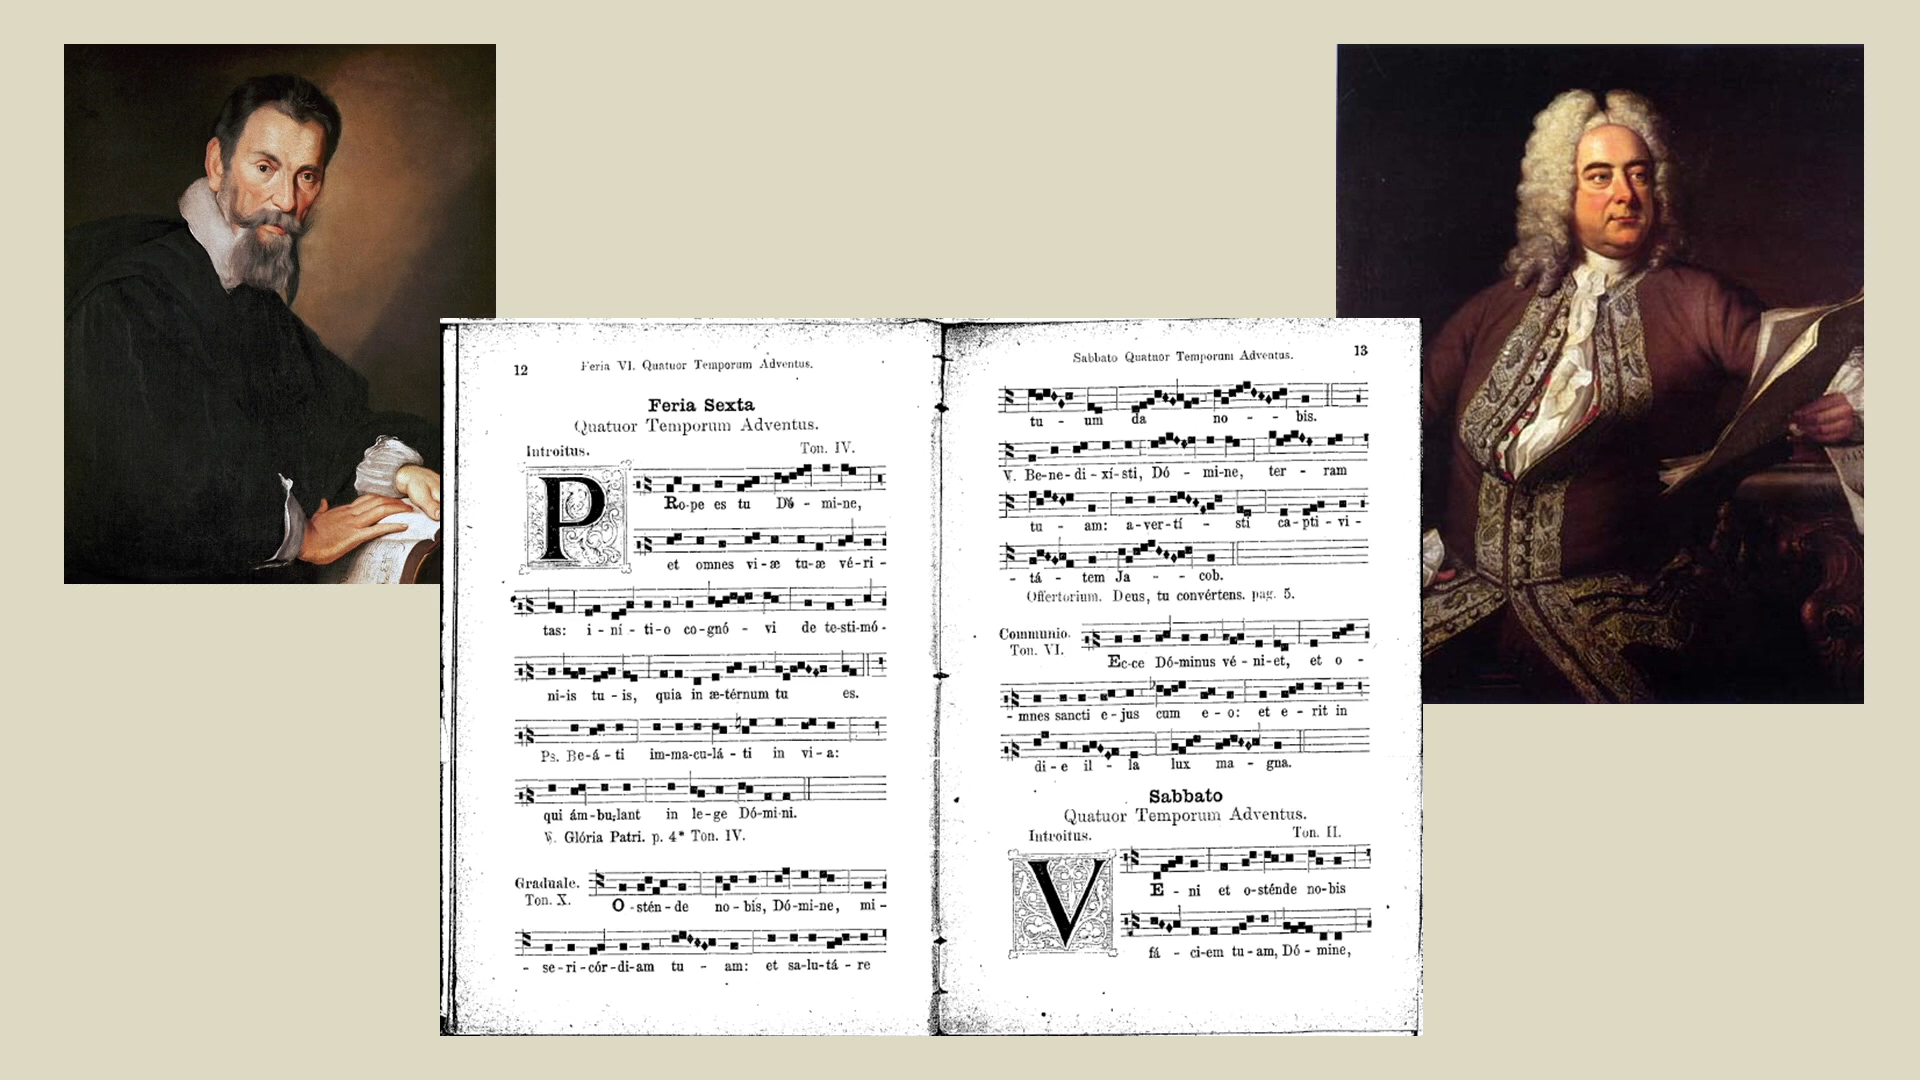 12
Feria VI. Quatuor Temporum Adventus.
Feria Sexta
Quatuor Temporum Adventus.
Introitus. Ton. IV.
PRo-pe es tu Dó - mi-ne,
et omnes vi-æ tu-æ vé-ri -
tas: i - ní - ti-o co-gnó - vi de te-sti-mó-
ni-is tu - is, quia in æ-térnum tu es.
Ps. Be-á - ti im-ma-cu-lá - ti in vi-a:
qui ám-bu-lant in le-ge Dó-mi-ni.
℣. Glória Patri. p. 4* Ton. IV.
Graduale.
Ton. X.
O-stén-de no-bis, Dó-mi-ne, mi-
- se-ri-cór-di-am tu - am: et sa-lu-tá-re
Sabbato Quatuor Temporum Adventus.
13
tu - um da no - - bis.
℣. Be-ne-di-xí-sti, Dó - mi-ne, ter - ram
tu - am: a-ver-tí - sti ca-pti-vi-
- tá - tem Ja - - cob.
Offertorium. Deus, tu convértens. pag. 5.
Communio.
Ton. VI.
Ec-ce Dó-minus vé-ni-et, et o -
- mnes sancti e-jus cum e-o: et e-rit in
di-e il - la lux ma - gna.
Sabbato
Quatuor Temporum Adventus.
Introitus. Ton. II.
VE - ni et o-sténde no-bis
fá - ci-em tu-am, Dó-mine,